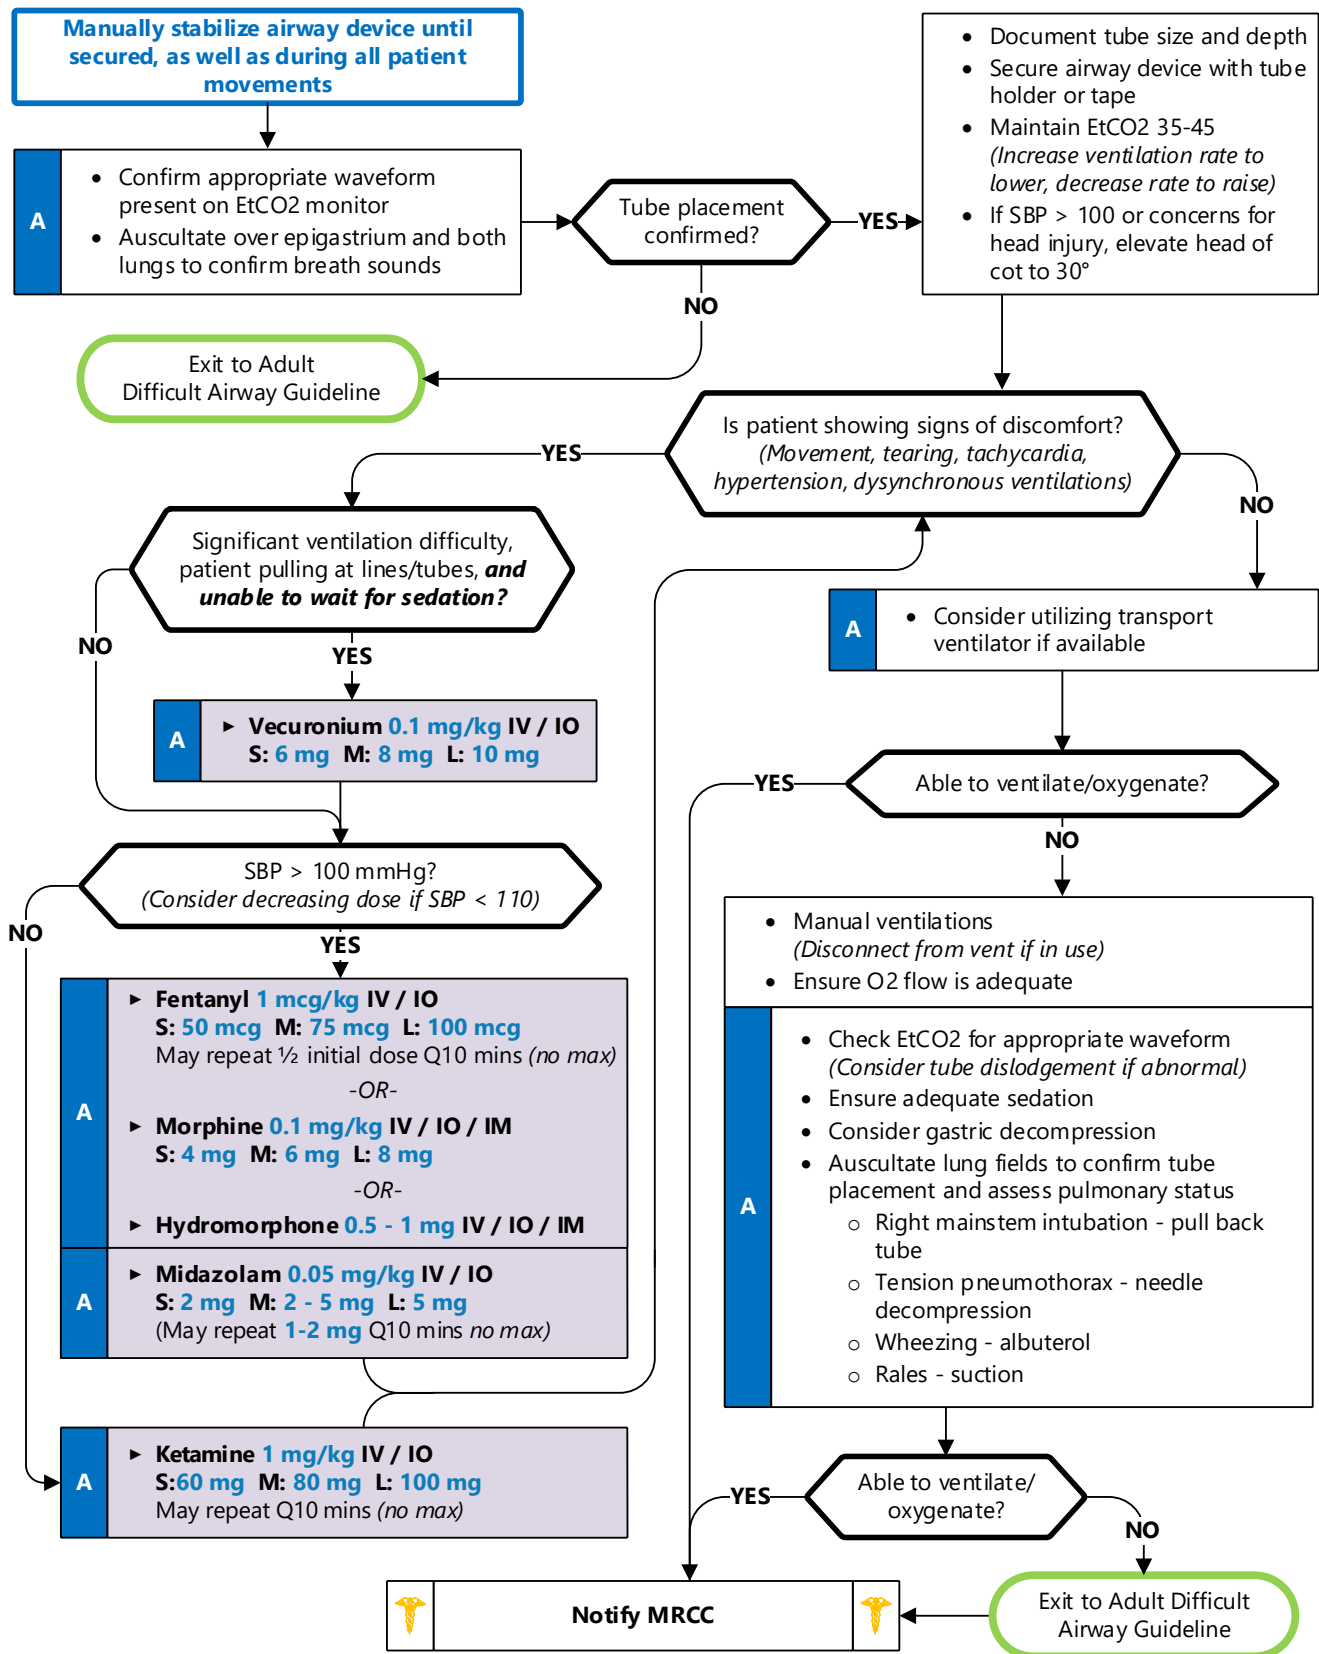 Manually stabilize airway device until
secured, as well as during all patient
movements
A
• Confirm appropriate waveform
present on EtCO2 monitor
• Auscultate over epigastrium and both
lungs to confirm breath sounds
Tube placement
confirmed?
YES
NO
• Document tube size and depth
• Secure airway device with tube
holder or tape
• Maintain EtCO2 35-45
(Increase ventilation rate to
lower, decrease rate to raise)
• If SBP > 100 or concerns for
head injury, elevate head of
cot to 30°
Exit to Adult
Difficult Airway Guideline
Is patient showing signs of discomfort?
(Movement, tearing, tachycardia,
hypertension, dysynchronous ventilations)
YES
NO
Significant ventilation difficulty,
patient pulling at lines/tubes, and
unable to wait for sedation?
NO
YES
A
► Vecuronium 0.1 mg/kg IV / IO
S: 6 mg M: 8 mg L: 10 mg
SBP > 100 mmHg?
(Consider decreasing dose if SBP < 110)
NO
YES
A
► Fentanyl 1 mcg/kg IV / IO
S: 50 mcg M: 75 mcg L: 100 mcg
May repeat ½ initial dose Q10 mins (no max)
-OR-
► Morphine 0.1 mg/kg IV / IO / IM
S: 4 mg M: 6 mg L: 8 mg
-OR-
► Hydromorphone 0.5 - 1 mg IV / IO / IM
A
► Midazolam 0.05 mg/kg IV / IO
S: 2 mg M: 2 - 5 mg L: 5 mg
(May repeat 1-2 mg Q10 mins no max)
A
► Ketamine 1 mg/kg IV / IO
S:60 mg M: 80 mg L: 100 mg
May repeat Q10 mins (no max)
A
• Consider utilizing transport
ventilator if available
Able to ventilate/oxygenate?
YES
NO
• Manual ventilations
(Disconnect from vent if in use)
• Ensure O2 flow is adequate
A
• Check EtCO2 for appropriate waveform
(Consider tube dislodgement if abnormal)
• Ensure adequate sedation
• Consider gastric decompression
• Auscultate lung fields to confirm tube
placement and assess pulmonary status
o Right mainstem intubation - pull back
tube
o Tension pneumothorax - needle
decompression
o Wheezing - albuterol
o Rales - suction
Able to ventilate/
oxygenate?
YES
NO
Exit to Adult Difficult
Airway Guideline
Notify MRCC